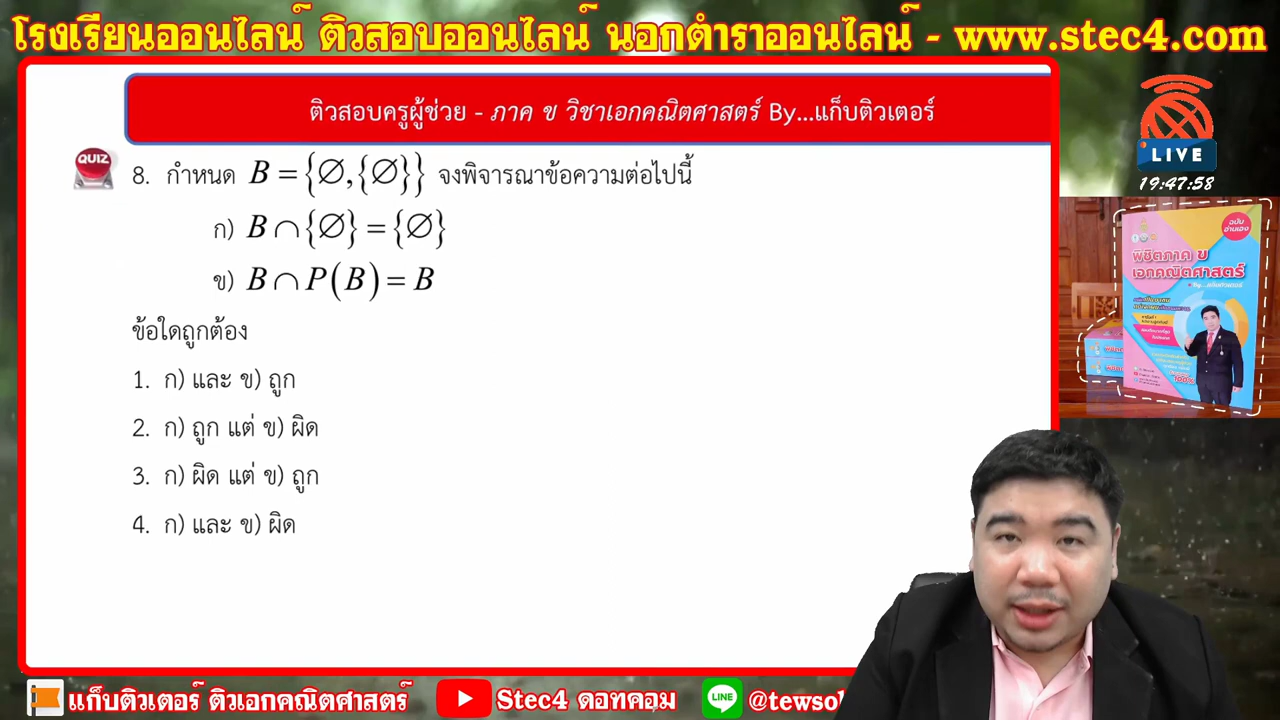 โรงเรียนออนไลน์ ติวสอบออนไลน์ นอกตำราออนไลน์ - www.stec4.com
ติวสอบครูผู้ช่วย - ภาค ข วิชาเอกคณิตศาสตร์ By...แก็บติวเตอร์
QUIZ
8. กำหนด B = {∅,{∅}} จงพิจารณาข้อความต่อไปนี้
ก) B ∩ {∅} = {∅}
ข) B ∩ P(B) = B
ข้อใดถูกต้อง
1. ก) และ ข) ถูก
2. ก) ถูก แต่ ข) ผิด
3. ก) ผิด แต่ ข) ถูก
4. ก) และ ข) ผิด
LIVE
19:47:58
ฉบับ
อ่านเอง
พิชิตภาค ข
เอกคณิตศาสตร์
แก็บติวเตอร์ ติวเอกคณิตศาสตร์
Stec4 ดอทคอม
LINE
@tewso